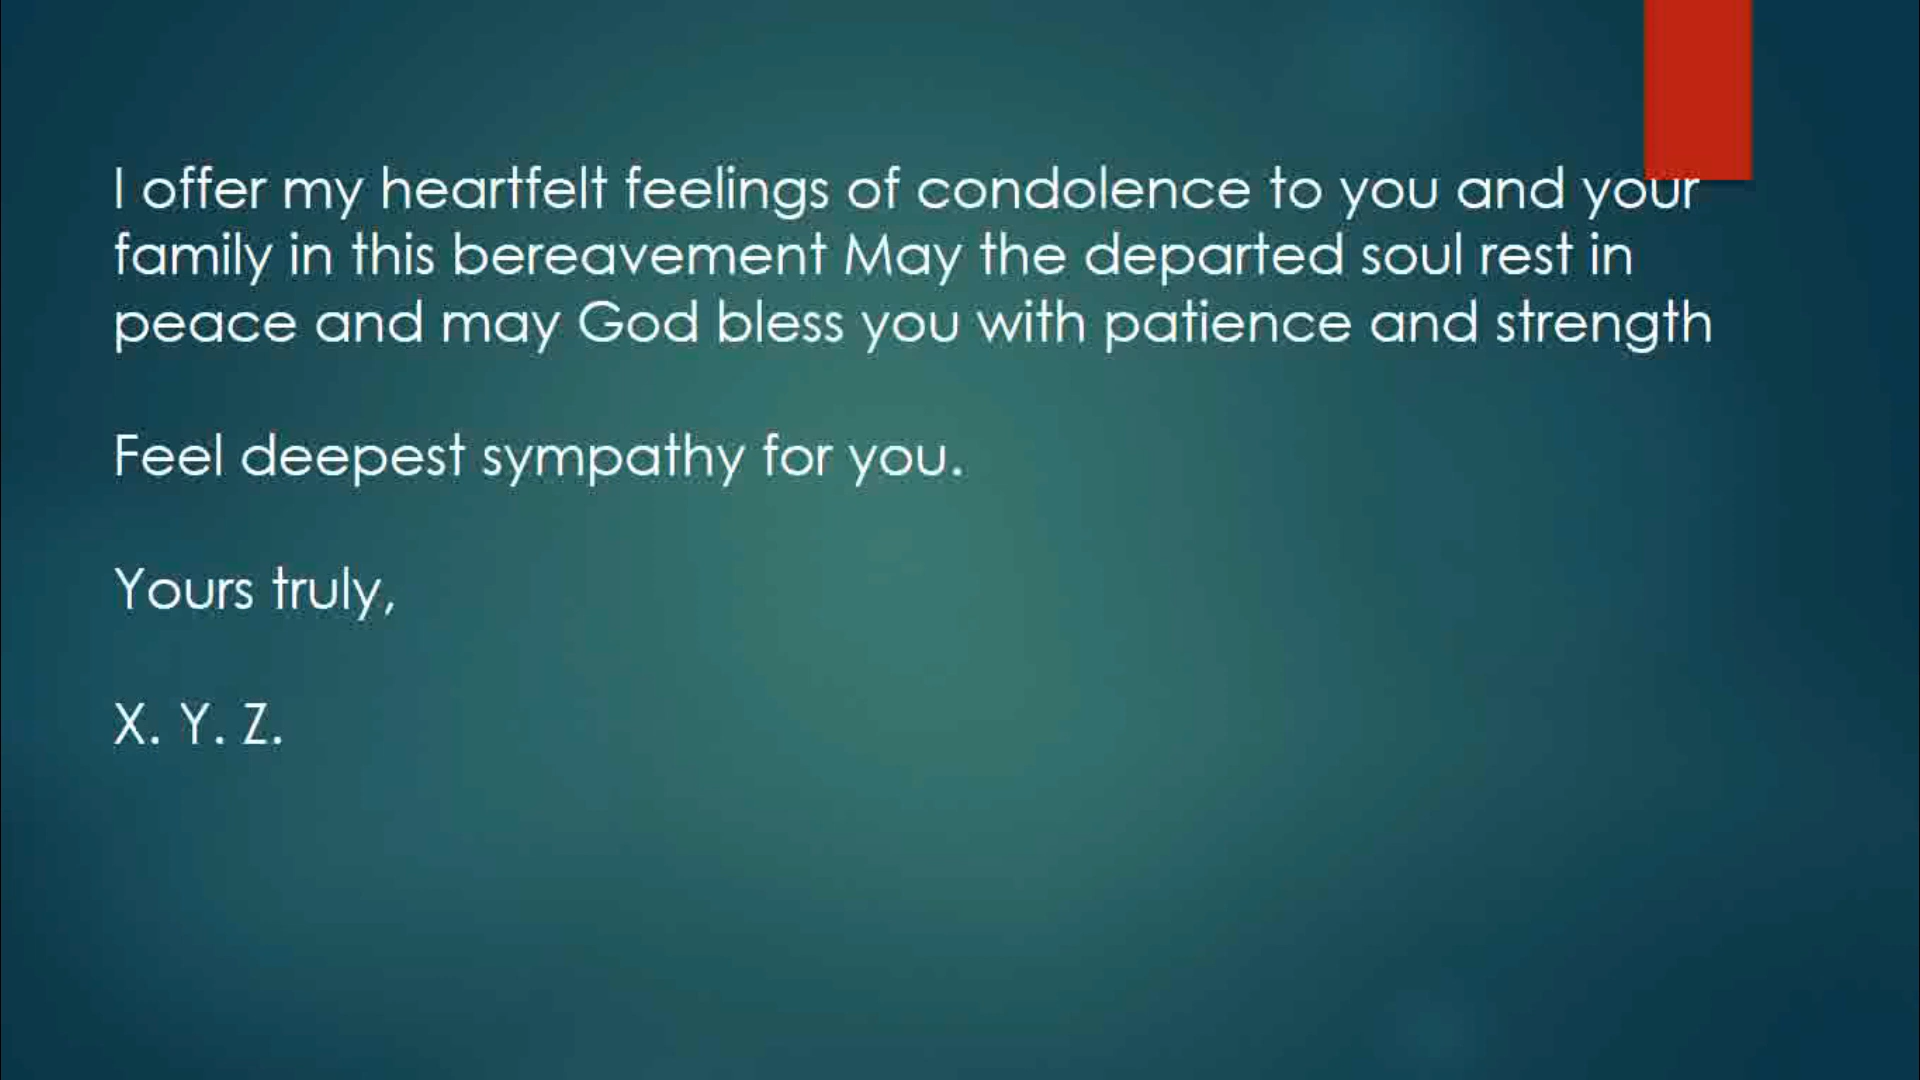 I offer my heartfelt feelings of condolence to you and your
family in this bereavement May the departed soul rest in
peace and may God bless you with patience and strength
Feel deepest sympathy for you.
Yours truly,
X. Y. Z.